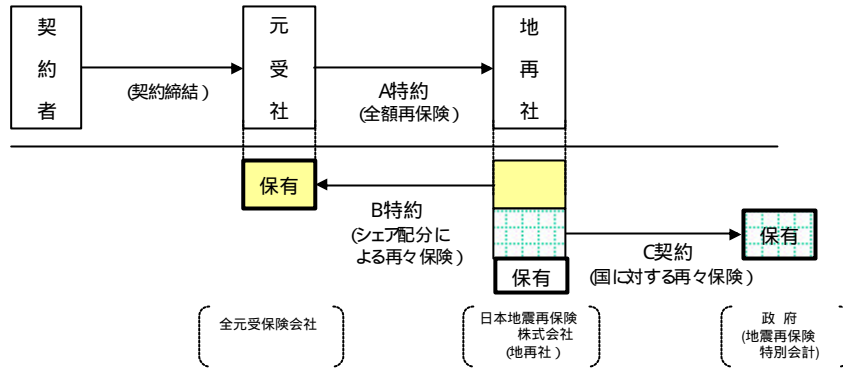 契約者
元受社
地再社
(契約締結)
A特約
(全額再保険)
保有
B特約
(シェア配分に
よる再々保険)
保有
C契約
(国に対する再々保険)
保有
全元受保険会社
日本地震再保険
株式会社
(地再社)
政 府
(地震再保険
特別会計)